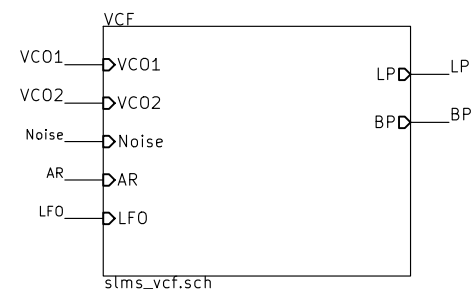 VCF
VCO1 VCO1
VCO2 VCO2
Noise Noise
AR AR
LFO LFO
LP LP
BP BP
slms_vcf.sch